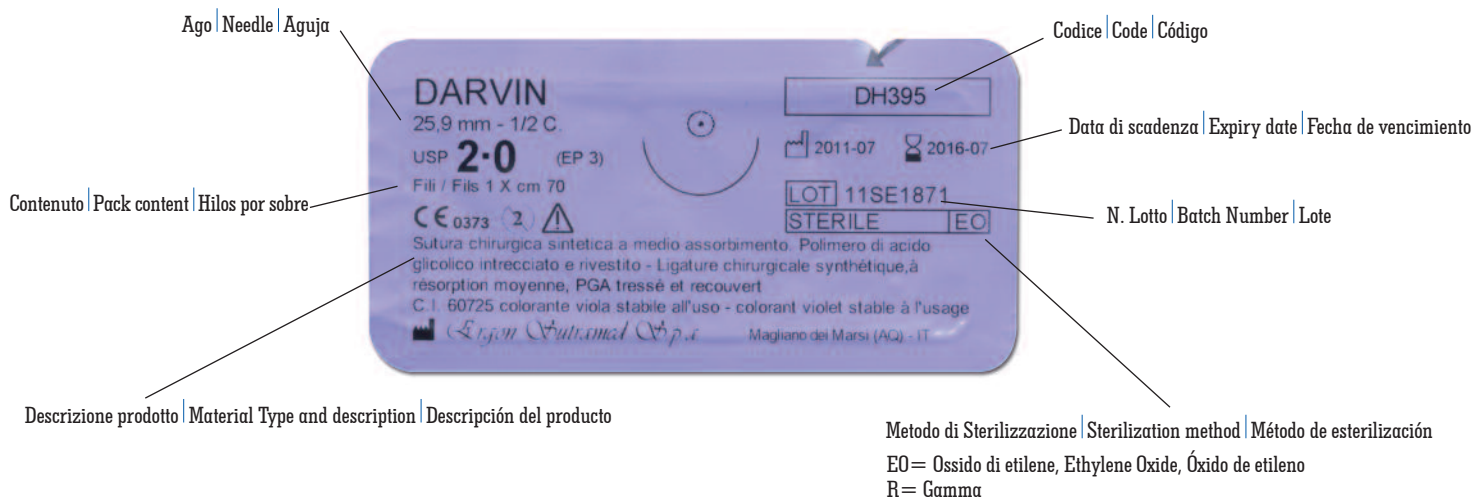 Ago | Needle | Aguja
Codice | Code | Código
DARVIN
DH395
25,9 mm - 1/2 C.
Data di scadenza | Expiry date | Fecha de vencimiento
2011-07 2016-07
USP 2·0 (EP 3)
Fili / Fils 1 X cm 70
Contenuto | Pack content | Hilos por sobre
LOT 11SE1871
N. Lotto | Batch Number | Lote
CE 0373 2
STERILE EO
Sutura chirurgica sintetica a medio assorbimento. Polimero di acido
glicolico intrecciato e rivestito - Ligature chirurgicale synthétique,à
résorption moyenne, PGA tressé et recouvert
C.I. 60725 colorante viola stabile all'uso - colorant violet stable à l'usage
Ergon Sutramed S.p.a Magliano dei Marsi (AQ) - IT
Descrizione prodotto | Material Type and description | Descripción del producto
Metodo di Sterilizzazione | Sterilization method | Método de esterilización
EO= Ossido di etilene, Ethylene Oxide, Óxido de etileno
R= Gamma